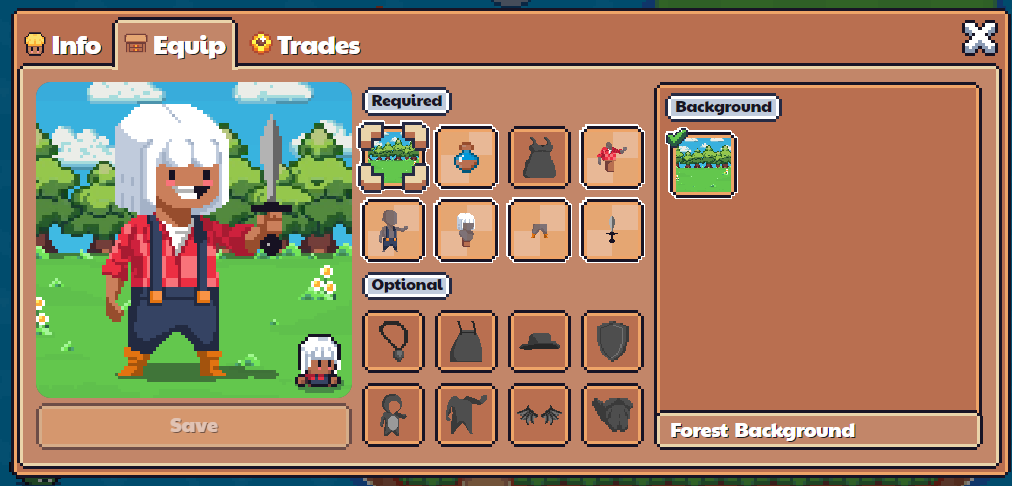 Info
Equip
Trades
Required
Background
Optional
Save
Forest Background